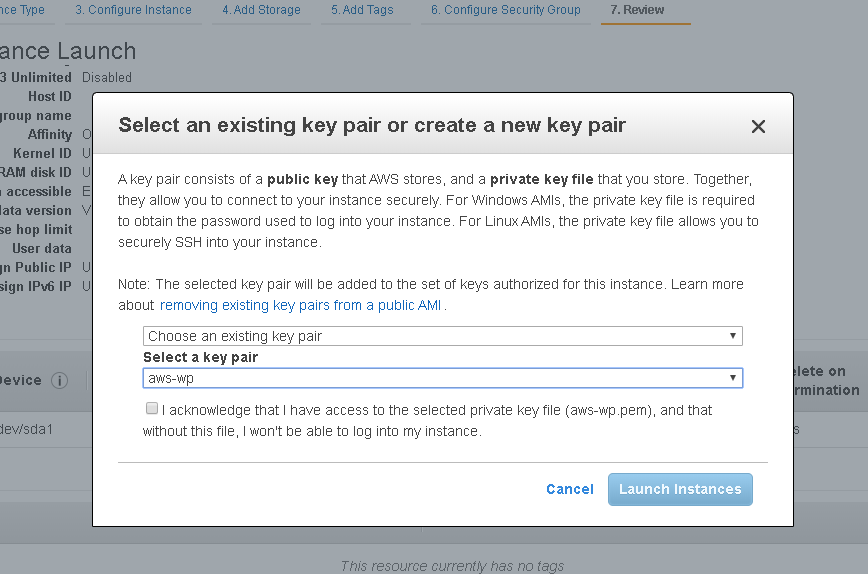 nce Type 3. Configure Instance 4. Add Storage 5. Add Tags 6. Configure Security Group 7. Review
ance Launch
3 Unlimited Disabled
Host ID
group name
Affinity O
Kernel ID U
RAM disk ID U
accessible E
data version V
se hop limit
User data
gn Public IP U
sign IPv6 IP U
Select an existing key pair or create a new key pair
A key pair consists of a public key that AWS stores, and a private key file that you store. Together,
they allow you to connect to your instance securely. For Windows AMIs, the private key file is required
to obtain the password used to log into your instance. For Linux AMIs, the private key file allows you to
securely SSH into your instance.
Note: The selected key pair will be added to the set of keys authorized for this instance. Learn more
about removing existing key pairs from a public AMI .
Choose an existing key pair
Select a key pair
aws-wp
I acknowledge that I have access to the selected private key file (aws-wp.pem), and that
without this file, I won't be able to log into my instance.
Cancel Launch Instances
Device
elete on
rmination
dev/sda1
s
This resource currently has no tags